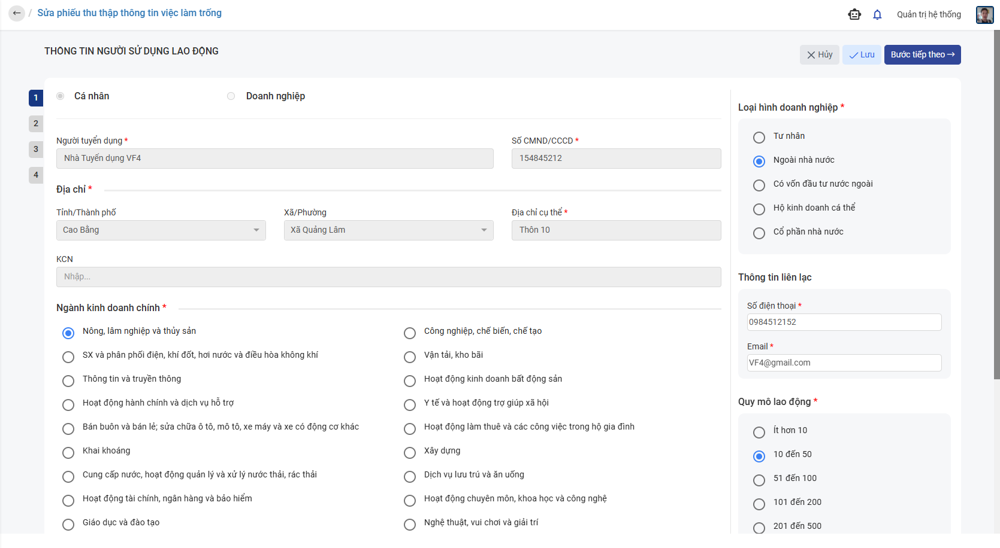 / Sửa phiếu thu thập thông tin việc làm trống
Quản trị hệ thống
THÔNG TIN NGƯỜI SỬ DỤNG LAO ĐỘNG
Hủy
Lưu
Bước tiếp theo →
1
2
3
4
Cá nhân
Doanh nghiệp
Người tuyển dụng *
Nhà Tuyến dụng VF4
Số CMND/CCCD *
154845212
Địa chỉ *
Tỉnh/Thành phố
Cao Bằng
Xã/Phường
Xã Quảng Lâm
Địa chỉ cụ thể *
Thôn 10
KCN
Nhập...
Ngành kinh doanh chính *
Nông, lâm nghiệp và thủy sản
Công nghiệp, chế biến, chế tạo
SX và phân phối điện, khí đốt, hơi nước và điều hòa không khí
Vận tải, kho bãi
Thông tin và truyền thông
Hoạt động kinh doanh bất động sản
Hoạt động hành chính và dịch vụ hỗ trợ
Y tế và hoạt động trợ giúp xã hội
Bán buôn và bán lẻ; sửa chữa ô tô, mô tô, xe máy và xe có động cơ khác
Hoạt động làm thuê và các công việc trong hộ gia đình
Khai khoáng
Xây dựng
Cung cấp nước, hoạt động quản lý và xử lý nước thải, rác thải
Dịch vụ lưu trú và ăn uống
Hoạt động tài chính, ngân hàng và bảo hiểm
Hoạt động chuyên môn, khoa học và công nghệ
Giáo dục và đào tạo
Nghệ thuật, vui chơi và giải trí
Loại hình doanh nghiệp *
Tư nhân
Ngoài nhà nước
Có vốn đầu tư nước ngoài
Hộ kinh doanh cá thể
Cổ phần nhà nước
Thông tin liên lạc
Số điện thoại *
0984512152
Email *
VF4@gmail.com
Quy mô lao động *
Ít hơn 10
10 đến 50
51 đến 100
101 đến 200
201 đến 500